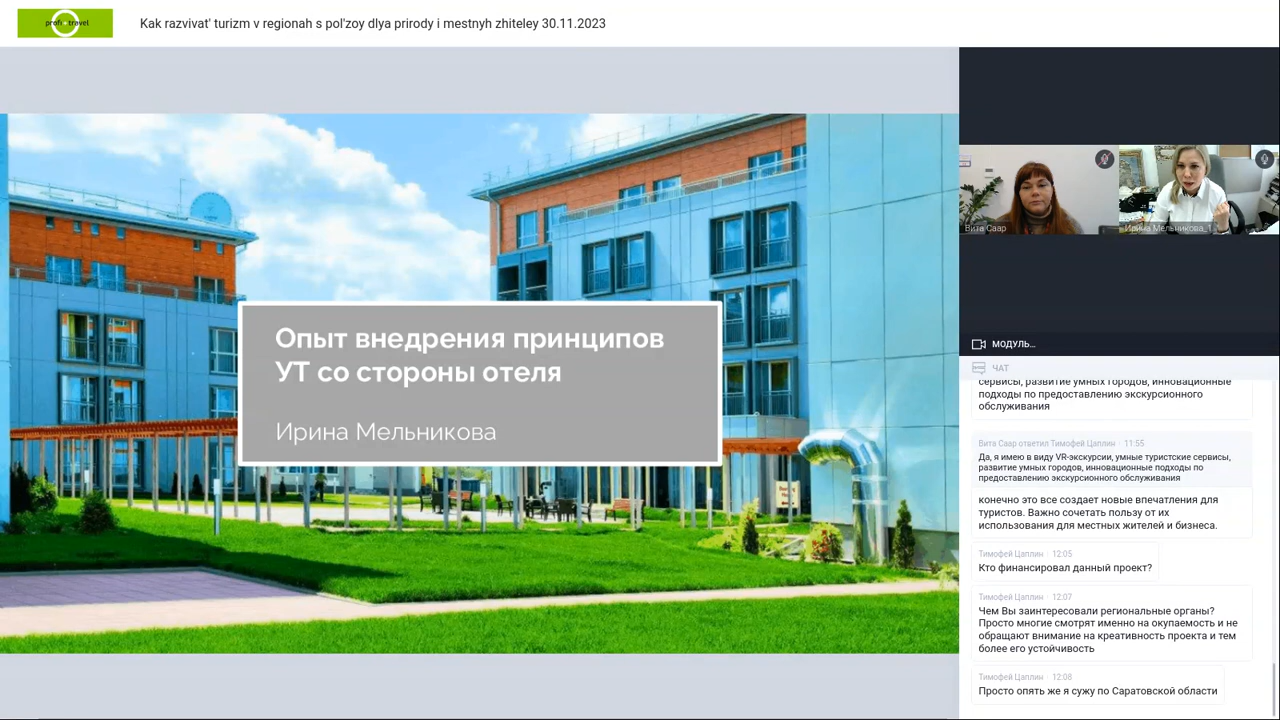 profi travel
Kak razvivat' turizm v regionah s pol'zoy dlya prirody i mestnyh zhiteley 30.11.2023
Опыт внедрения принципов
УТ со стороны отеля
Ирина Мельникова
Вита Саар
Ирина Мельникова_1
МОДУЛЬ...
ЧАТ
сервисы, развитие умных городов, инновационные
подходы по предоставлению экскурсионного
обслуживания
Вита Саар ответил Тимофей Цаплин · 11:55
Да, я имею в виду VR-экскурсии, умные туристские сервисы,
развитие умных городов, инновационные подходы по
предоставлению экскурсионного обслуживания
конечно это все создает новые впечатления для
туристов. Важно сочетать пользу от их
использования для местных жителей и бизнеса.
Тимофей Цаплин · 12:05
Кто финансировал данный проект?
Тимофей Цаплин · 12:07
Чем Вы заинтересовали региональные органы?
Просто многие смотрят именно на окупаемость и не
обращают внимание на креативность проекта и тем
более его устойчивость
Тимофей Цаплин · 12:08
Просто опять же я сужу по Саратовской области